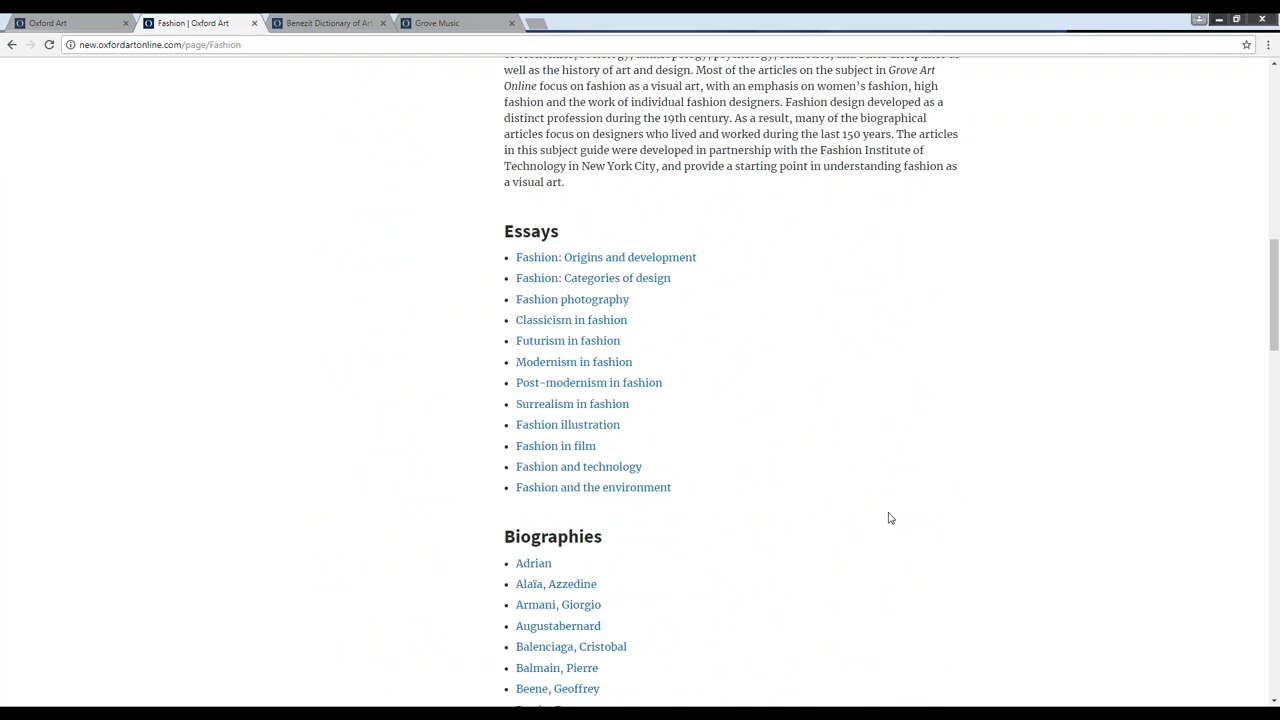 Oxford Art
Fashion | Oxford Art
Benezit Dictionary of Art
Grove Music
new.oxfordartonline.com/page/Fashion
well as the history of art and design. Most of the articles on the subject in Grove Art
Online focus on fashion as a visual art, with an emphasis on women's fashion, high
fashion and the work of individual fashion designers. Fashion design developed as a
distinct profession during the 19th century. As a result, many of the biographical
articles focus on designers who lived and worked during the last 150 years. The articles
in this subject guide were developed in partnership with the Fashion Institute of
Technology in New York City, and provide a starting point in understanding fashion as
a visual art.
Essays
• Fashion: Origins and development
• Fashion: Categories of design
• Fashion photography
• Classicism in fashion
• Futurism in fashion
• Modernism in fashion
• Post-modernism in fashion
• Surrealism in fashion
• Fashion illustration
• Fashion in film
• Fashion and technology
• Fashion and the environment
Biographies
• Adrian
• Alaïa, Azzedine
• Armani, Giorgio
• Augustabernard
• Balenciaga, Cristobal
• Balmain, Pierre
• Beene, Geoffrey